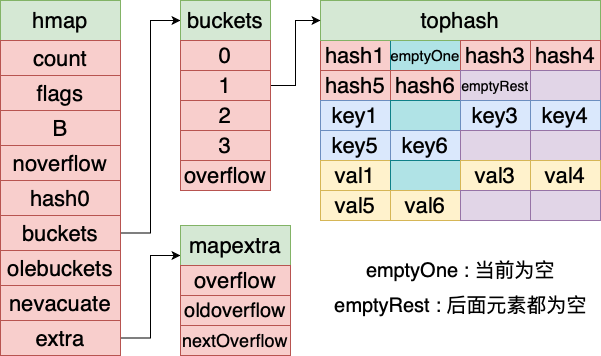 hmap
count
flags
B
noverflow
hash0
buckets
olebuckets
nevacuate
extra
buckets
0
1
2
3
overflow
mapextra
overflow
oldoverflow
nextOverflow
tophash
hash1 emptyOne hash3 hash4
hash5 hash6 emptyRest
key1 key3 key4
key5 key6
val1 val3 val4
val5 val6
emptyOne : 当前为空
emptyRest : 后面元素都为空